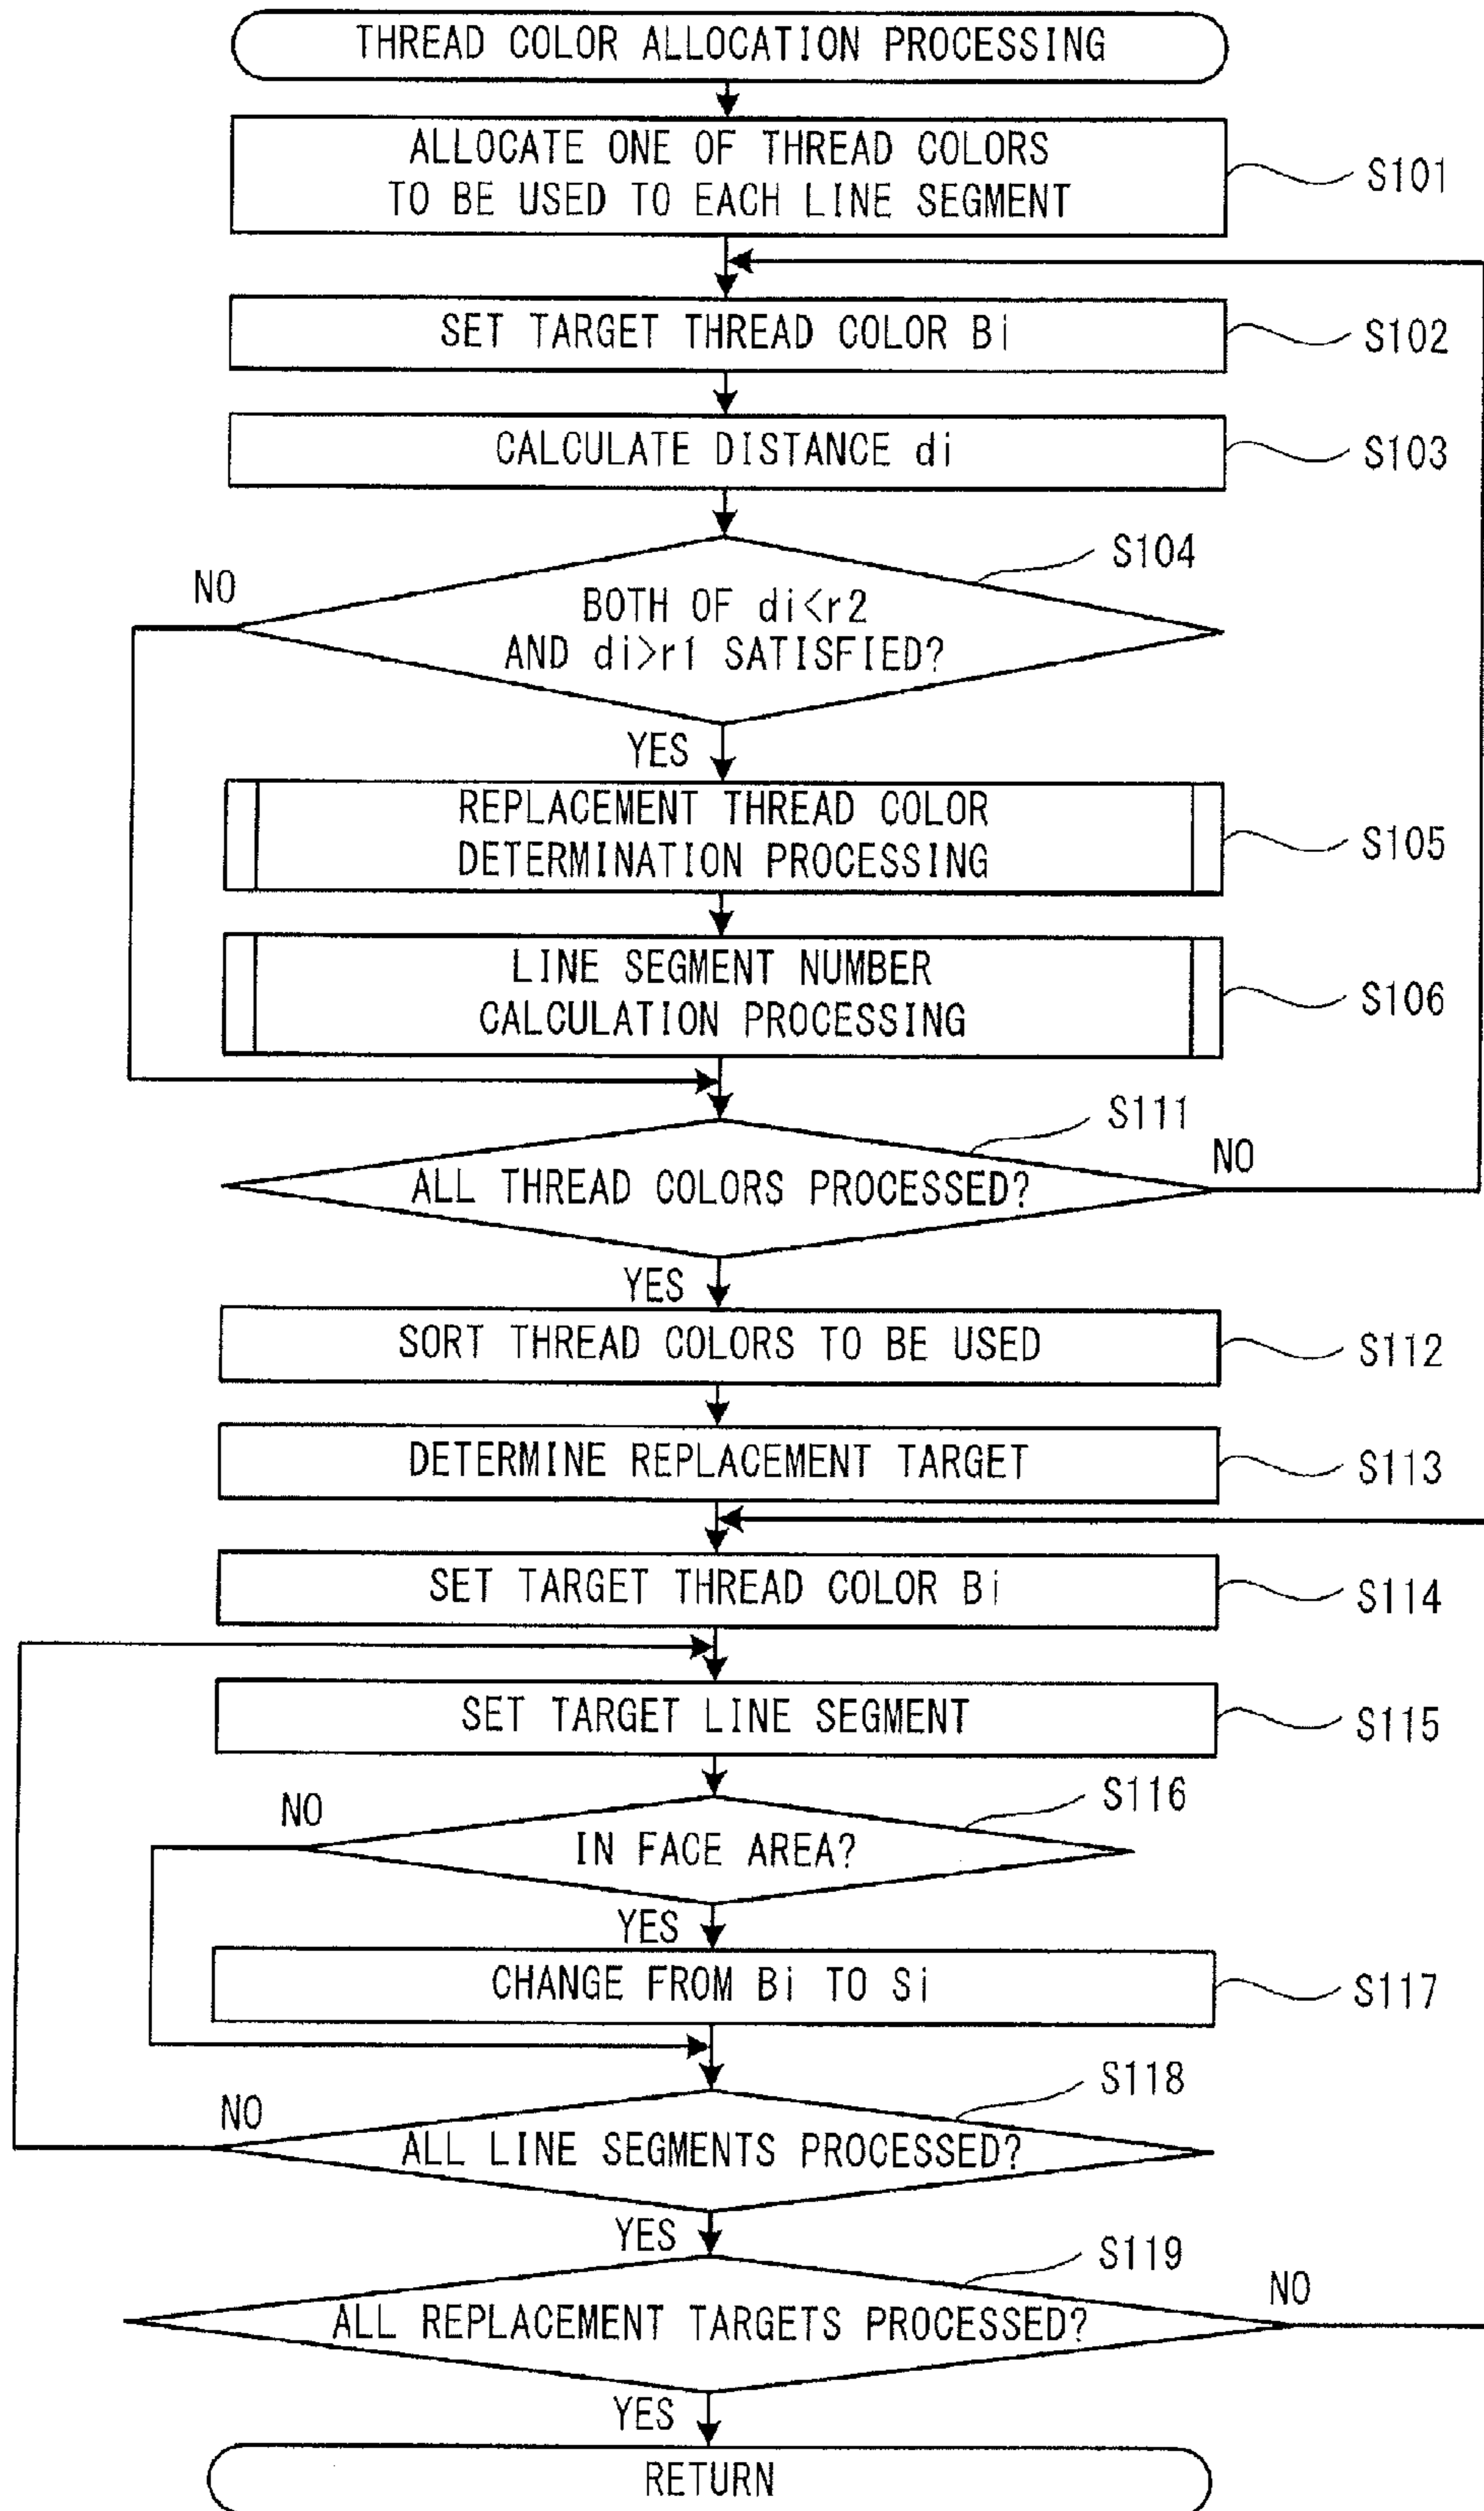 THREAD COLOR ALLOCATION PROCESSING
ALLOCATE ONE OF THREAD COLORS
TO BE USED TO EACH LINE SEGMENT
S101
SET TARGET THREAD COLOR Bi
S102
CALCULATE DISTANCE di
S103
S104
NO
BOTH OF di<r2
AND di>r1 SATISFIED?
YES
REPLACEMENT THREAD COLOR
DETERMINATION PROCESSING
S105
LINE SEGMENT NUMBER
CALCULATION PROCESSING
S106
S111
NO
ALL THREAD COLORS PROCESSED?
YES
SORT THREAD COLORS TO BE USED
S112
DETERMINE REPLACEMENT TARGET
S113
SET TARGET THREAD COLOR Bi
S114
SET TARGET LINE SEGMENT
S115
S116
NO
IN FACE AREA?
YES
CHANGE FROM Bi TO Si
S117
S118
NO
ALL LINE SEGMENTS PROCESSED?
YES
S119
NO
ALL REPLACEMENT TARGETS PROCESSED?
YES
RETURN